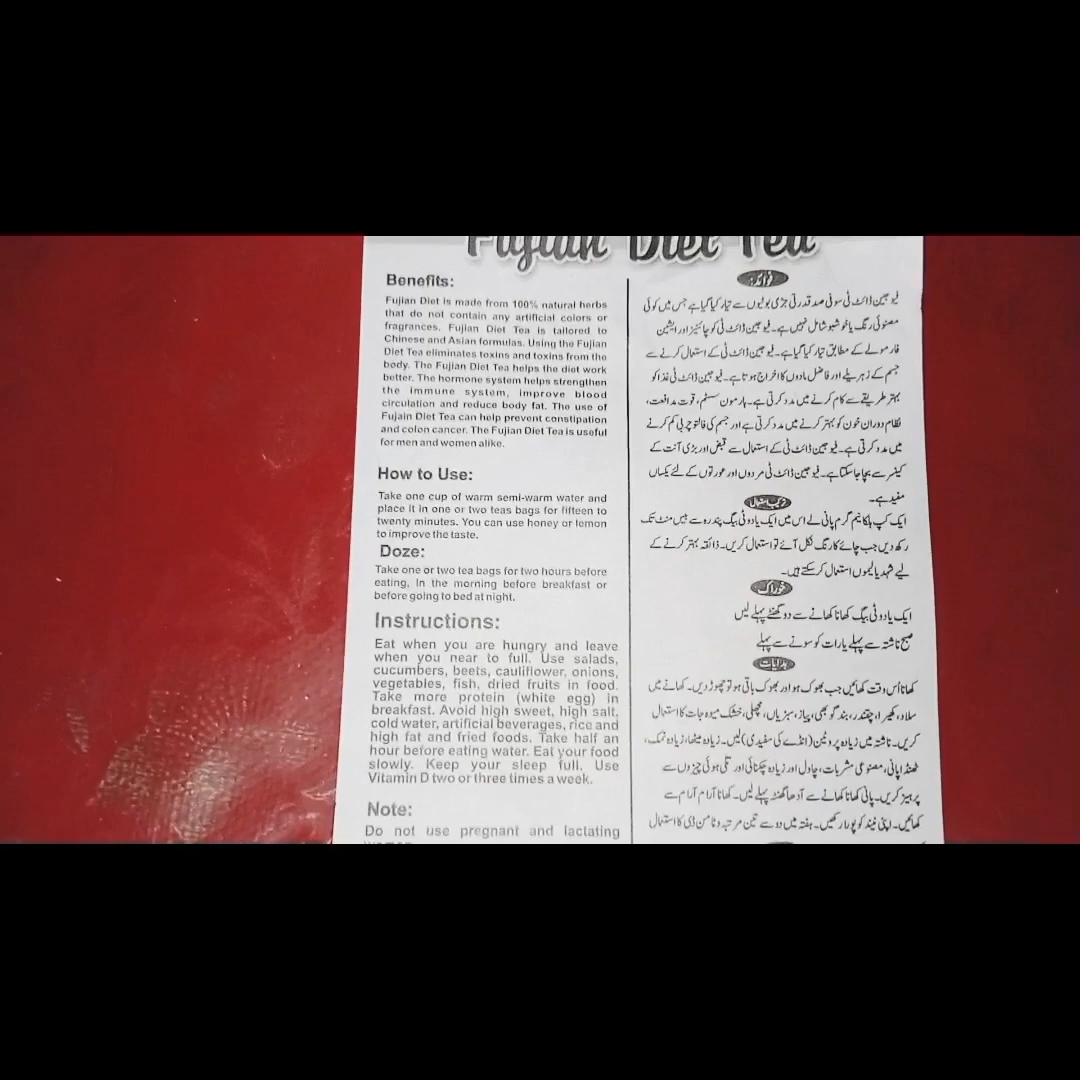 Fujian Diet Tea
Benefits:
Fujian Diet is made from 100% natural herbs
that do not contain any artificial colors or
fragrances. Fujian Diet Tea is tailored to
Chinese and Asian formulas. Using the Fujian
Diet Tea eliminates toxins and toxins from the
body. The Fujian Diet Tea helps the diet work
better. The hormone system helps strengthen
the immune system, improve blood
circulation and reduce body fat. The use of
Fujain Diet Tea can help prevent constipation
and colon cancer. The Fujian Diet Tea is useful
for men and women alike.
How to Use:
Take one cup of warm semi-warm water and
place it in one or two teas bags for fifteen to
twenty minutes. You can use honey or lemon
to improve the taste.
Doze:
Take one or two tea bags for two hours before
eating, In the morning before breakfast or
before going to bed at night.
Instructions:
Eat when you are hungry and leave
when you near to full. Use salads,
cucumbers, beets, cauliflower, onions,
vegetables, fish, dried fruits in food.
Take more protein (white egg) in
breakfast. Avoid high sweet, high salt,
cold water, artificial beverages, rice and
high fat and fried foods. Take half an
hour before eating water. Eat your food
slowly. Keep your sleep full. Use
Vitamin D two or three times a week.
Note:
Do not use pregnant and lactating
فوائد:
فیوجین ڈائٹ ٹی سو فی صد قدرتی جڑی بوٹیوں سے تیار کیا گیا ہے جس میں کوئی
مصنوعی رنگ یا خوشبو شامل نہیں ہے۔ فیوجین ڈائٹ ٹی کو چائنیز اور ایشین
فارمولے کے مطابق تیار کیا گیا ہے۔ فیوجین ڈائٹ ٹی کے استعمال کرنے سے
جسم کے زہریلے اور فاضل مادوں کا اخراج ہوتا ہے۔ فیوجین ڈائٹ ٹی غذا کو
بہتر طریقے سے کام کرنے میں مدد کرتی ہے۔ ہارمون سسٹم، قوت مدافعت،
نظام دوران خون کو بہتر کرنے میں مدد کرتی ہے اور جسم کی فالتو چربی کم کرنے
میں مدد کرتی ہے۔ فیوجین ڈائٹ ٹی کے استعمال سے قبض اور بڑی آنت کے
کینسر سے بچا جا سکتا ہے۔ فیوجین ڈائٹ ٹی مردوں اور عورتوں کے لئے یکساں
مفید ہے۔
ترکیب استعمال:
ایک کپ ہلکا نیم گرم پانی لے اس میں ایک یا دو ٹی بیگ پندرہ سے بیس منٹ تک
رکھ دیں جب چائے کا رنگ نکل آئے تو استعمال کریں۔ ذائقہ بہتر کرنے کے
لیے شہد یا لیموں استعمال کر سکتے ہیں۔
خوراک:
ایک یا دو ٹی بیگ کھانا کھانے سے دو گھنٹے پہلے لیں
صبح ناشتہ سے پہلے یا رات کو سونے سے پہلے
ہدایات
کھانا اُس وقت کھائیں جب بھوک ہو اور بھوک باقی ہو تو چھوڑ دیں۔ کھانے میں
سلاد، کھیرا، چقندر، بند گوبھی، پیاز، سبزیاں، مچھلی، خشک میوہ جات کا استعمال
کریں۔ ناشتہ میں زیادہ پروٹین (انڈے کی سفیدی) لیں۔ زیادہ میٹھا، زیادہ نمک،
ٹھنڈا پانی، مصنوعی مشربات، چاول اور زیادہ چکنائی اور تلی ہوئی چیزوں سے
پرہیز کریں۔ پانی کھانا کھانے سے آدھا گھنٹہ پہلے لیں۔ کھانا آرام آرام سے
کھائیں۔ اپنی نیند کو پورا رکھیں۔ ہفتہ میں دو سے تین مرتبہ وٹامن ڈی کا استعمال